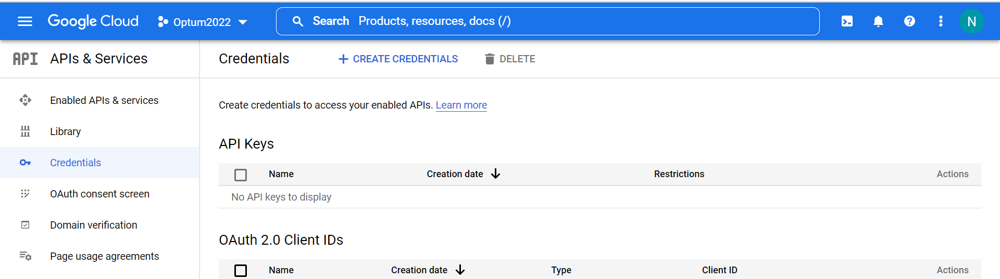 Google Cloud Optum2022 Search Products, resources, docs (/) N
API APIs & Services
Enabled APIs & services
Library
Credentials
OAuth consent screen
Domain verification
Page usage agreements
Credentials + CREATE CREDENTIALS DELETE
Create credentials to access your enabled APIs. Learn more
API Keys
Name Creation date Restrictions Actions
No API keys to display
OAuth 2.0 Client IDs
Name Creation date Type Client ID Actions